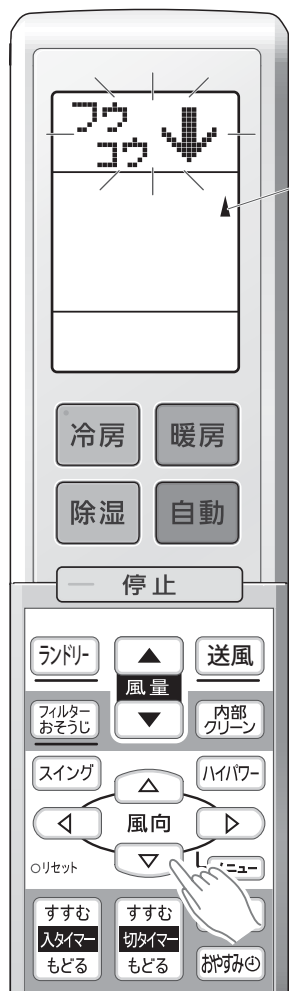 フウ
コウ
冷房 暖房
除湿 自動
停止
ランドリー 風量 送風
フィルター
おそうじ
内部
クリーン
スイング ハイパワー
風向
リセット
すすむ すすむ
入タイマー 切タイマー
もどる もどる おやすみ